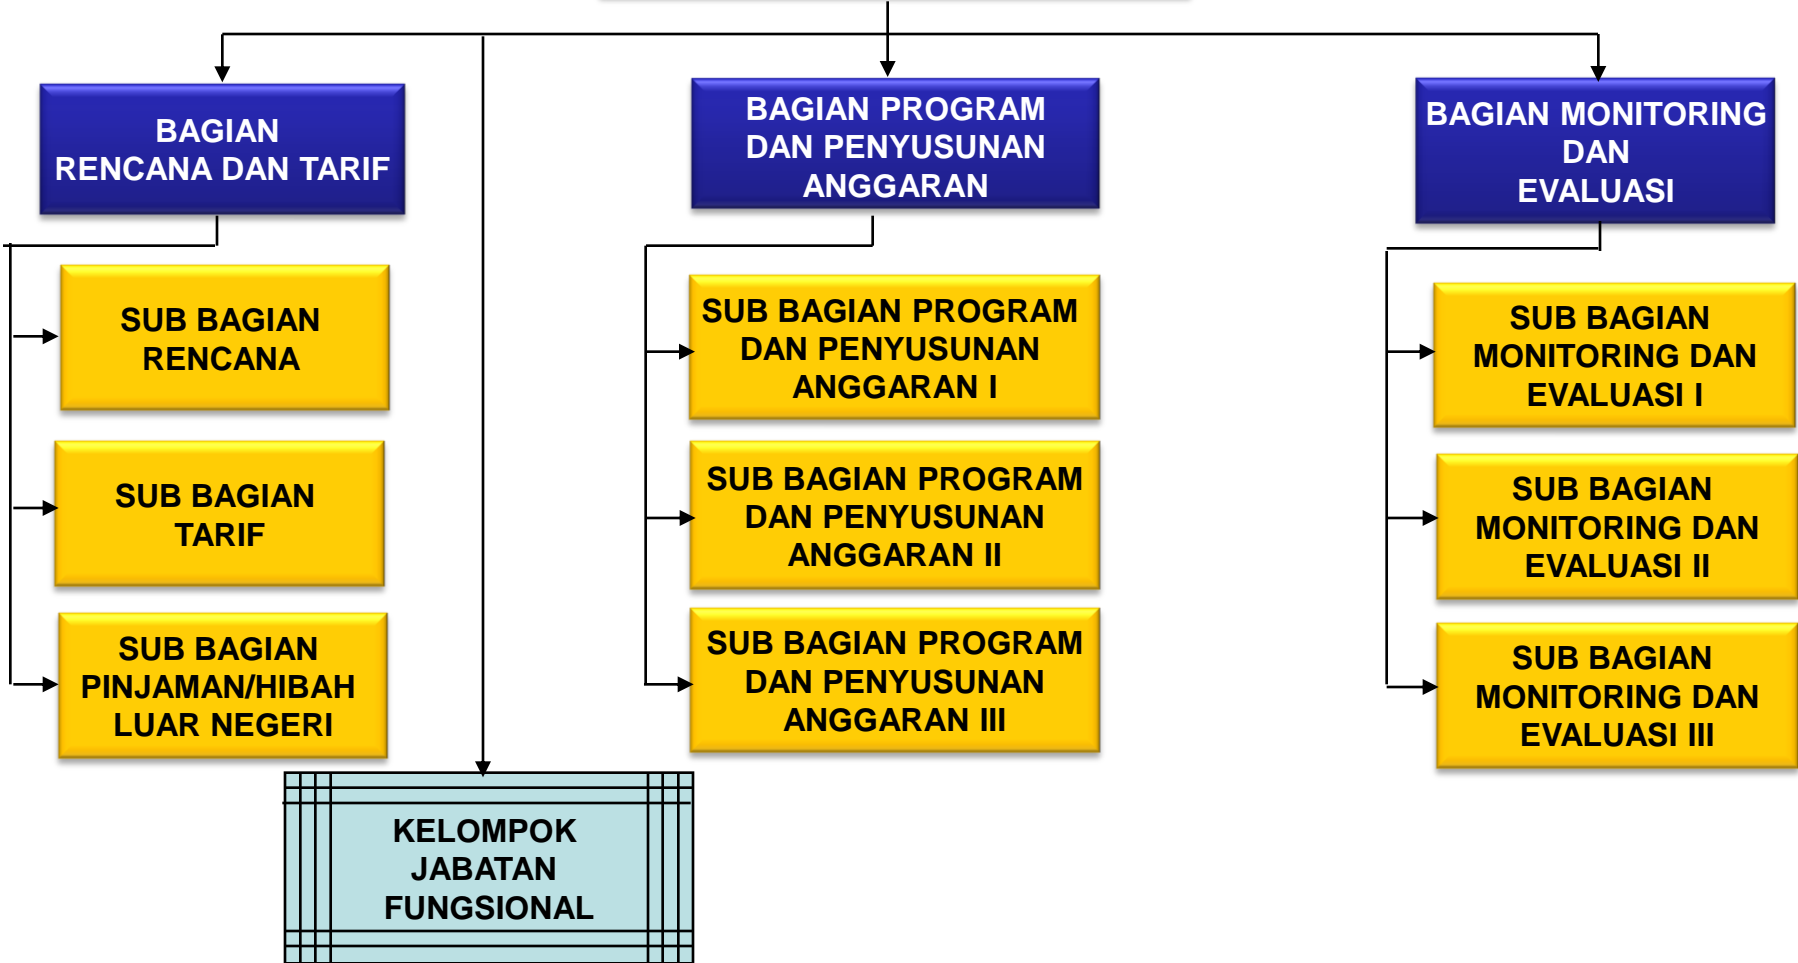 BAGIAN
RENCANA DAN TARIF
BAGIAN PROGRAM
DAN PENYUSUNAN
ANGGARAN
BAGIAN MONITORING
DAN
EVALUASI
SUB BAGIAN
RENCANA
SUB BAGIAN
TARIF
SUB BAGIAN
PINJAMAN/HIBAH
LUAR NEGERI
SUB BAGIAN PROGRAM
DAN PENYUSUNAN
ANGGARAN I
SUB BAGIAN PROGRAM
DAN PENYUSUNAN
ANGGARAN II
SUB BAGIAN PROGRAM
DAN PENYUSUNAN
ANGGARAN III
SUB BAGIAN
MONITORING DAN
EVALUASI I
SUB BAGIAN
MONITORING DAN
EVALUASI II
SUB BAGIAN
MONITORING DAN
EVALUASI III
KELOMPOK
JABATAN
FUNGSIONAL